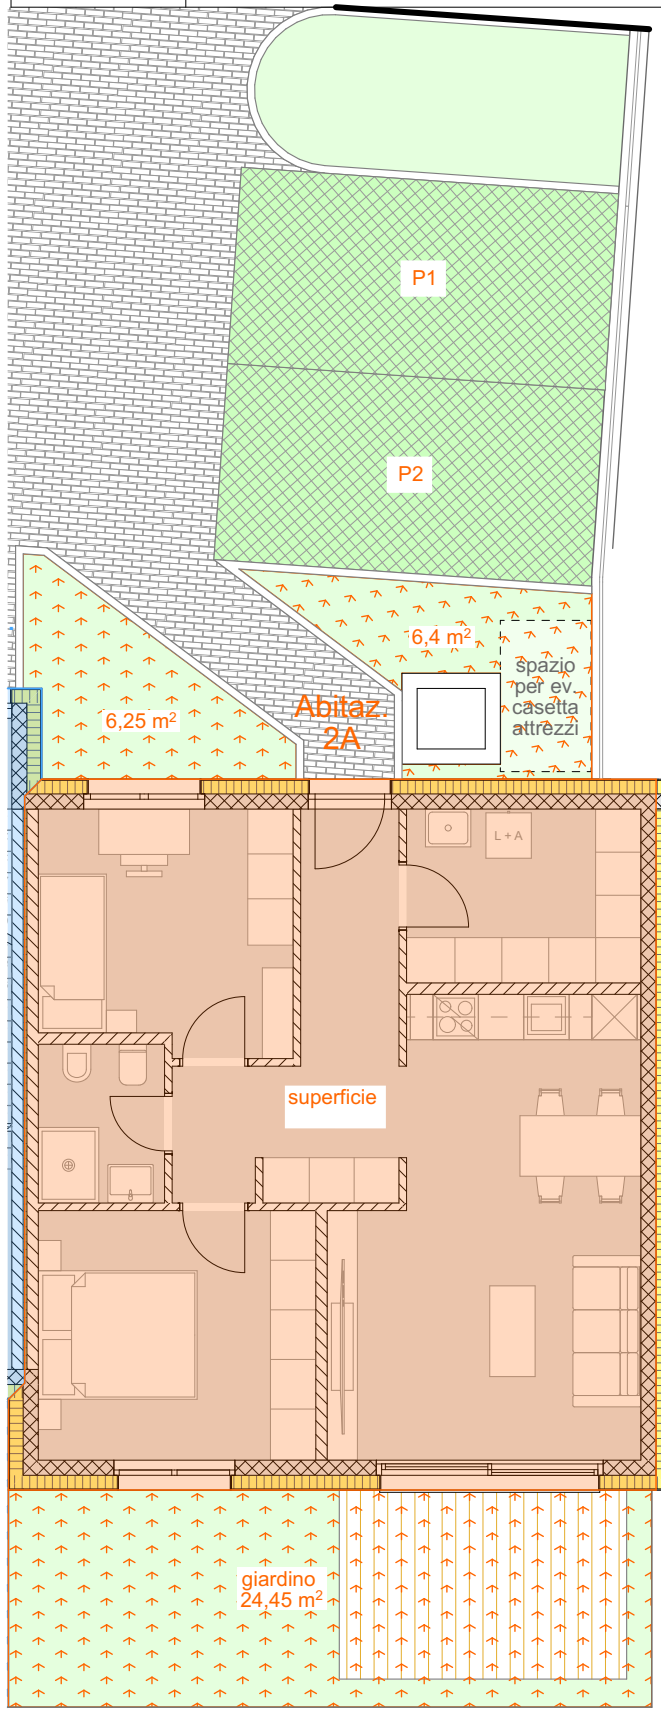 P1
P2
6,4 m²
spazio
per ev.
casetta
attrezzi
6,25 m²
Abitaz.
2A
L + A
superficie
giardino
24,45 m²